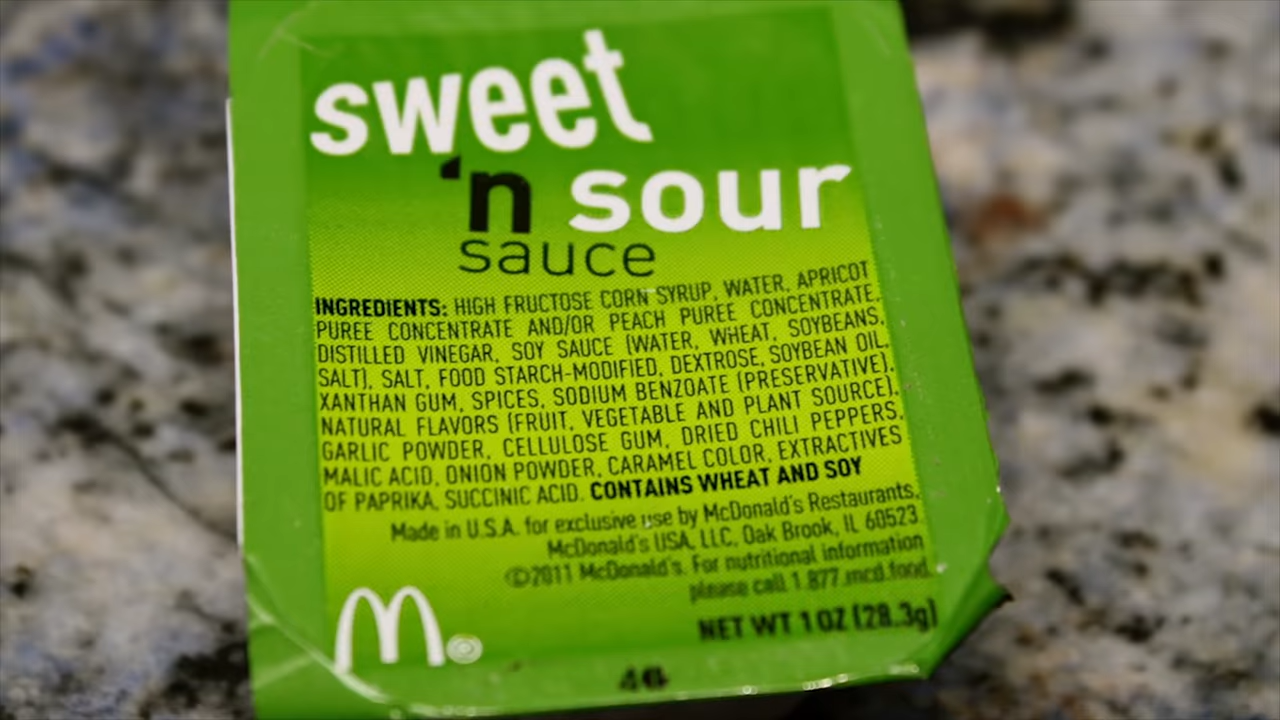 sweet
'n sour
sauce
INGREDIENTS: HIGH FRUCTOSE CORN SYRUP, WATER, APRICOT
PUREE CONCENTRATE AND/OR PEACH PUREE CONCENTRATE,
DISTILLED VINEGAR, SOY SAUCE (WATER, WHEAT, SOYBEANS,
SALT), SALT, FOOD STARCH-MODIFIED, DEXTROSE, SOYBEAN OIL,
XANTHAN GUM, SPICES, SODIUM BENZOATE (PRESERVATIVE),
NATURAL FLAVORS (FRUIT, VEGETABLE AND PLANT SOURCE),
GARLIC POWDER, CELLULOSE GUM, DRIED CHILI PEPPERS,
MALIC ACID, ONION POWDER, CARAMEL COLOR, EXTRACTIVES
OF PAPRIKA, SUCCINIC ACID. CONTAINS WHEAT AND SOY
Made in U.S.A. for exclusive use by McDonald's Restaurants.
McDonald's USA, LLC, Oak Brook, IL 60523
©2011 McDonald's. For nutritional information
please call 1.877.mcd.food.
NET WT 1 OZ (28.3g)
M®